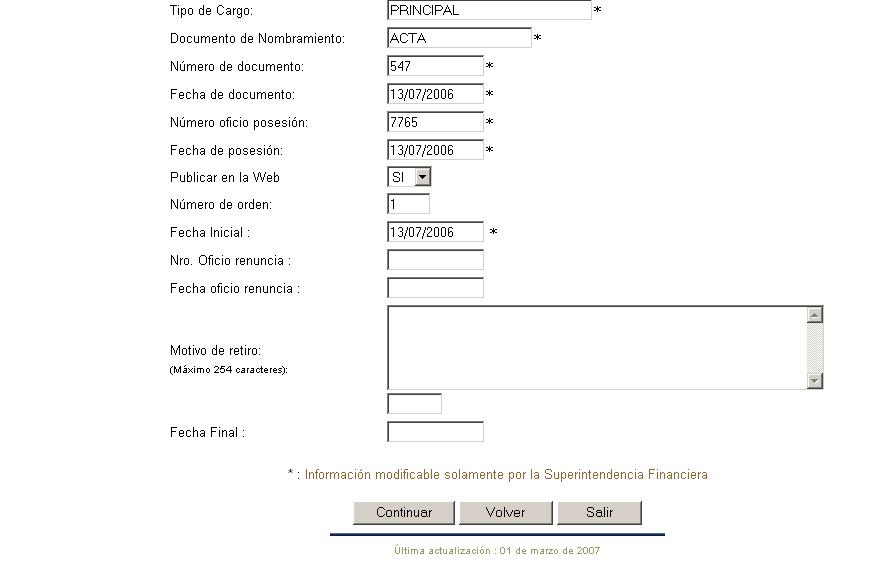 Tipo de Cargo: PRINCIPAL *
Documento de Nombramiento: ACTA *
Número de documento: 547 *
Fecha de documento: 13/07/2006 *
Número oficio posesión: 7765 *
Fecha de posesión: 13/07/2006 *
Publicar en la Web SI
Número de orden: 1
Fecha Inicial : 13/07/2006 *
Nro. Oficio renuncia :
Fecha oficio renuncia :
Motivo de retiro:
(Máximo 254 caracteres):
Fecha Final :
* : Información modificable solamente por la Superintendencia Financiera
Continuar Volver Salir
Última actualización : 01 de marzo de 2007